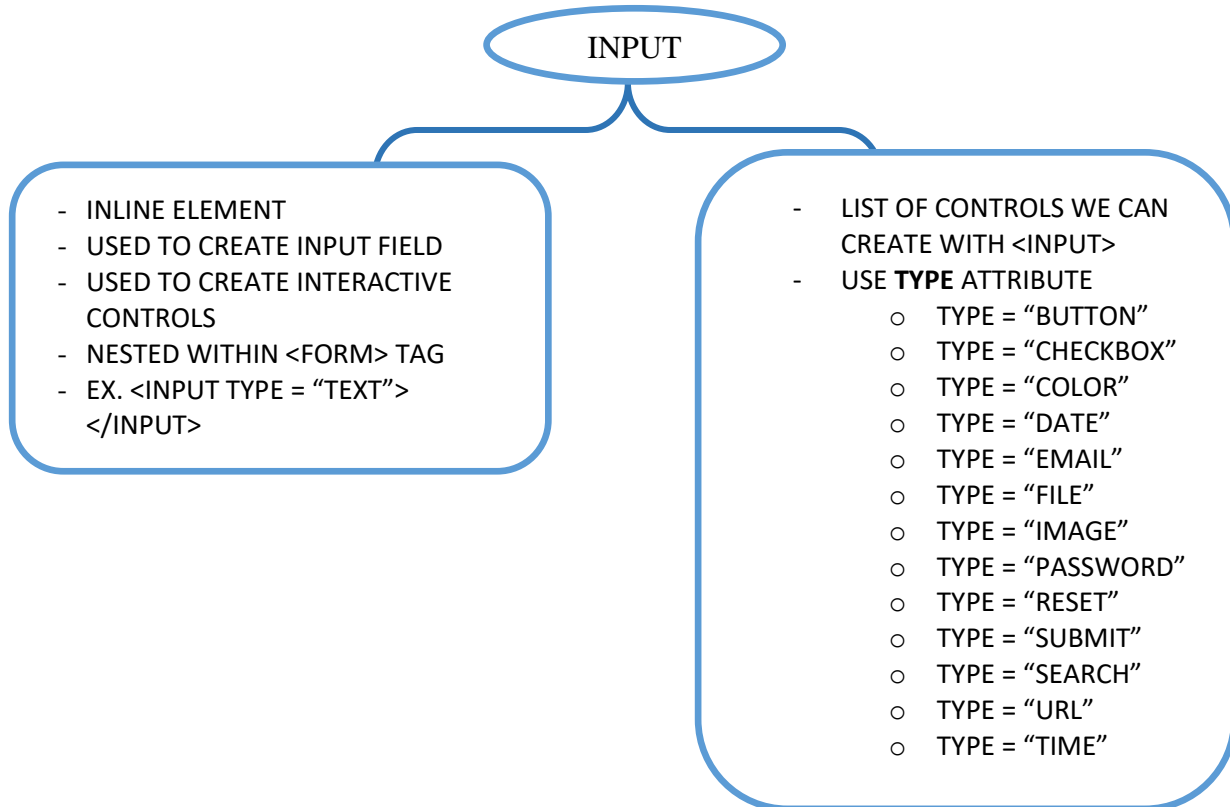 INPUT
- INLINE ELEMENT
- USED TO CREATE INPUT FIELD
- USED TO CREATE INTERACTIVE
CONTROLS
- NESTED WITHIN <FORM> TAG
- EX. <INPUT TYPE = “TEXT”>
</INPUT>
- LIST OF CONTROLS WE CAN
CREATE WITH <INPUT>
- USE TYPE ATTRIBUTE
o TYPE = “BUTTON”
o TYPE = “CHECKBOX”
o TYPE = “COLOR”
o TYPE = “DATE”
o TYPE = “EMAIL”
o TYPE = “FILE”
o TYPE = “IMAGE”
o TYPE = “PASSWORD”
o TYPE = “RESET”
o TYPE = “SUBMIT”
o TYPE = “SEARCH”
o TYPE = “URL”
o TYPE = “TIME”